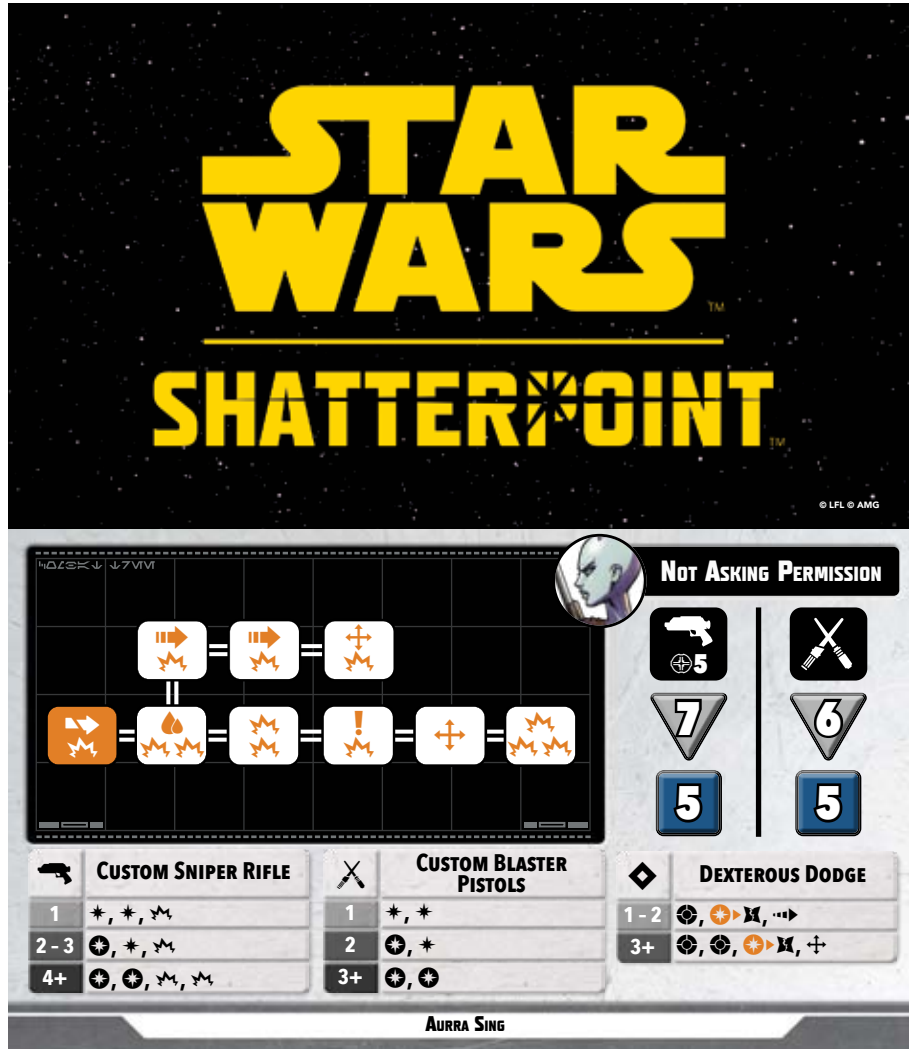 STAR
WARS
™
SHATTERPOINT
™
© LFL © AMG
NOT ASKING PERMISSION
5
7
6
5
5
CUSTOM SNIPER RIFLE
1
2 - 3
4+
CUSTOM BLASTER
PISTOLS
1
2
3+
DEXTEROUS DODGE
1 - 2
3+
AURRA SING